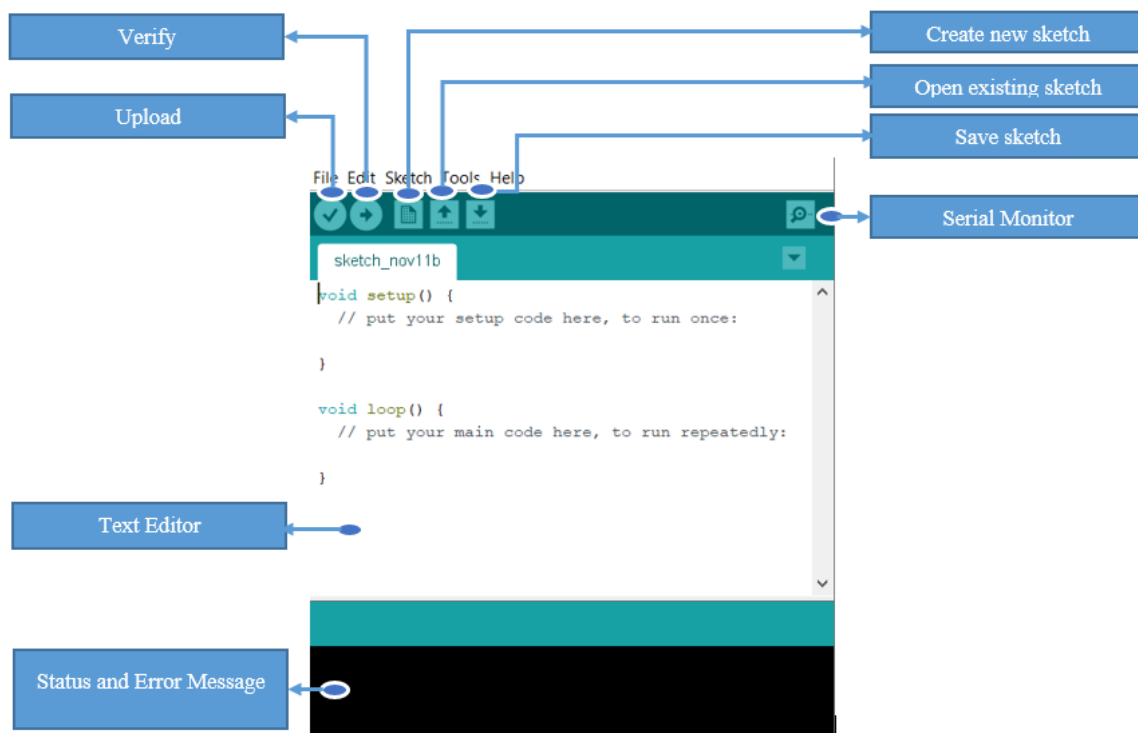 Verify
Create new sketch
Open existing sketch
Upload
Save sketch
File Edit Sketch Tools Help
Serial Monitor
sketch_nov11b
void setup() {
  // put your setup code here, to run once:
}
void loop() {
  // put your main code here, to run repeatedly:
}
Text Editor
Status and Error Message